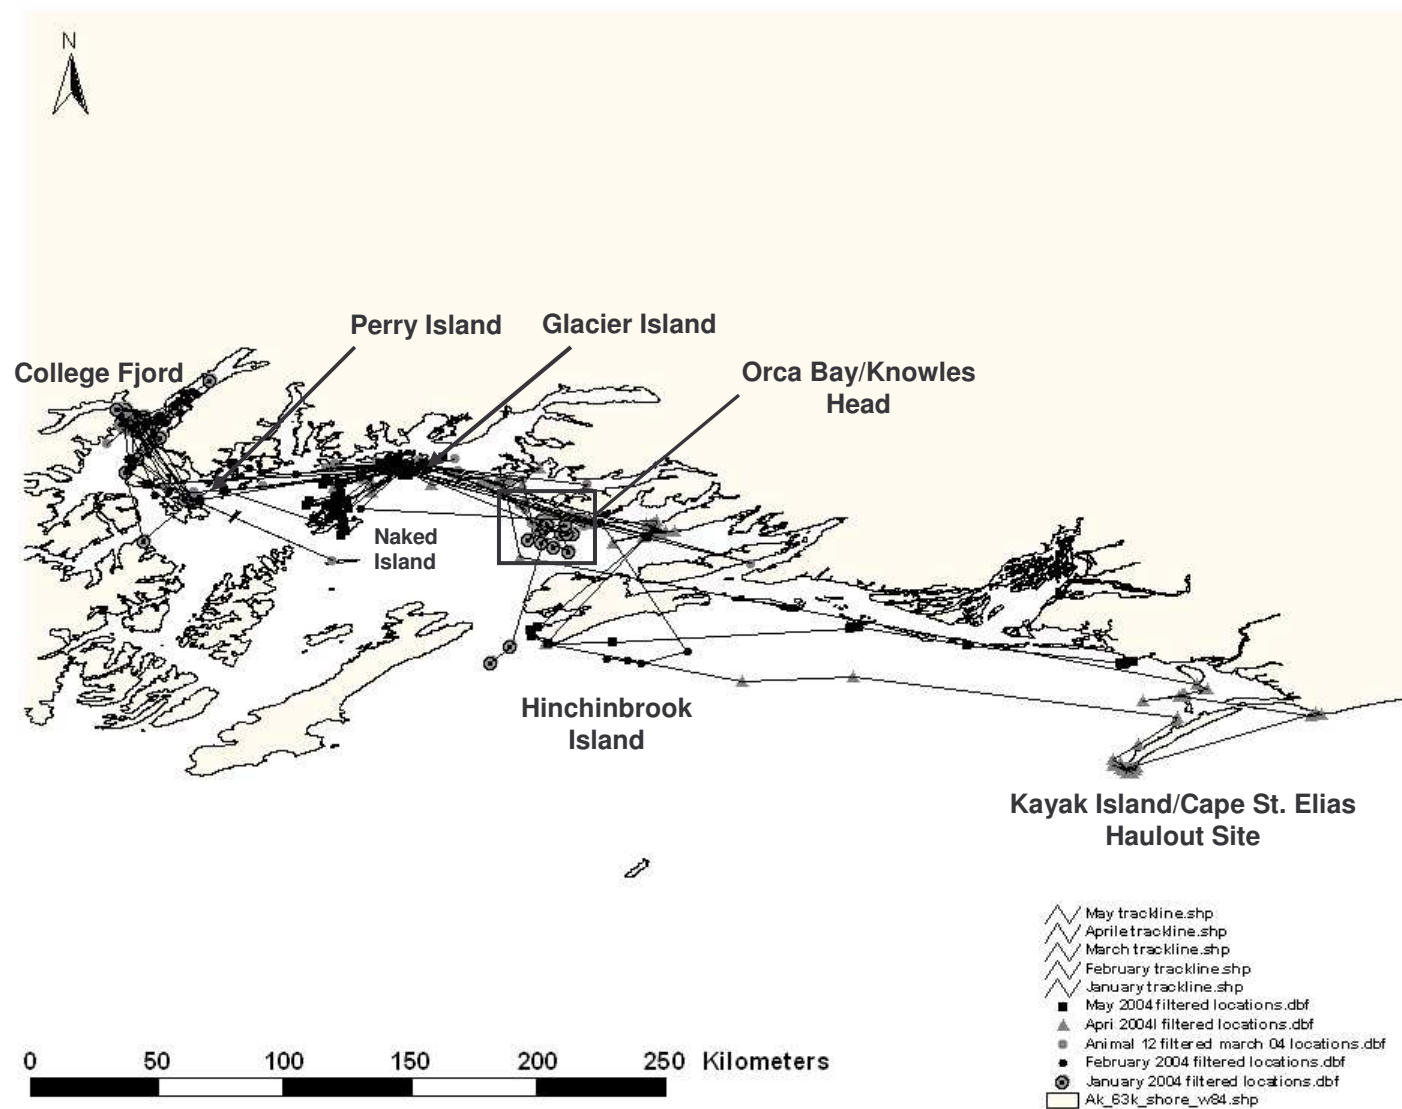 N
Perry Island
Glacier Island
College Fjord
Orca Bay/Knowles
Head
Naked
Island
Hinchinbrook
Island
Kayak Island/Cape St. Elias
Haulout Site
May trackline.shp
Aprile trackline.shp
March trackline.shp
February trackline.shp
January trackline.shp
May 2004 filtered locations.dbf
Apri 2004l filtered locations.dbf
Animal 12 filtered march 04 locations.dbf
February 2004 filtered locations.dbf
January 2004 filtered locations.dbf
Ak_63k_shore_w84.shp
0 50 100 150 200 250 Kilometers